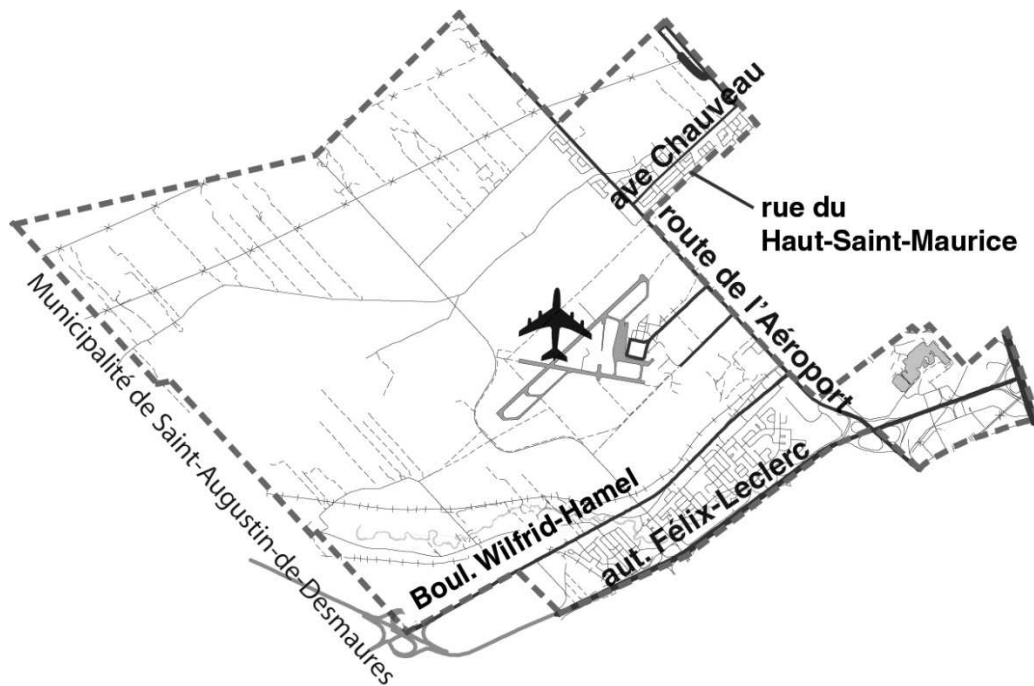 ave Chauveau
rue du
Haut-Saint-Maurice
route de l'Aéroport
Municipalité de Saint-Augustin-de-Desmaures
Boul. Wilfrid-Hamel
aut. Félix-Leclerc